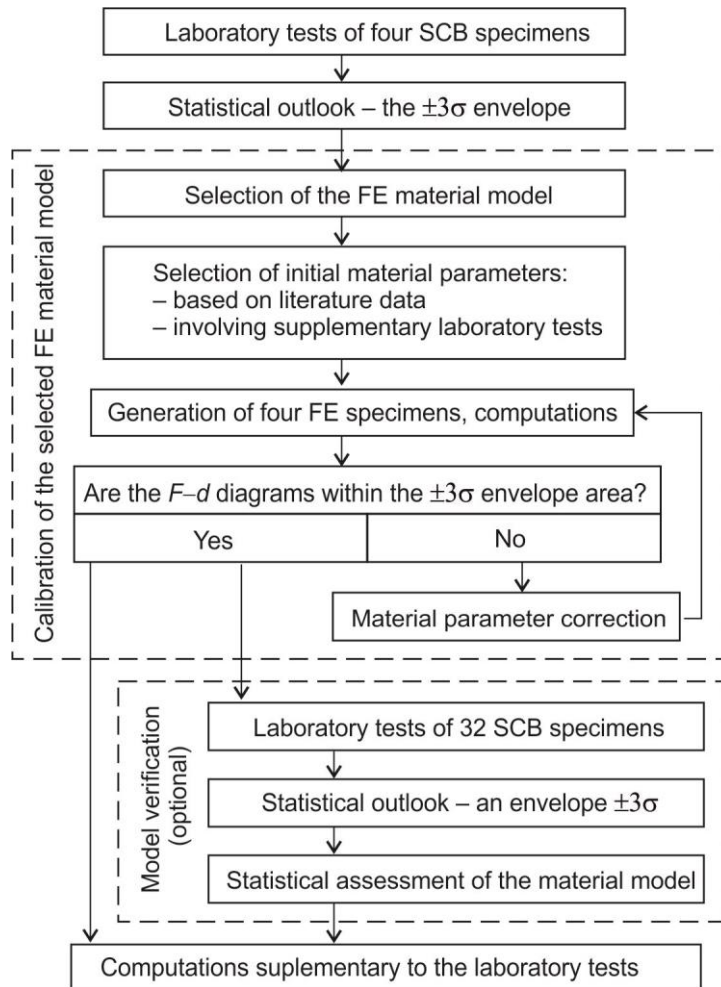 Laboratory tests of four SCB specimens
Statistical outlook – the ±3σ envelope
Calibration of the selected FE material model
Selection of the FE material model
Selection of initial material parameters:
– based on literature data
– involving supplementary laboratory tests
Generation of four FE specimens, computations
Are the F–d diagrams within the ±3σ envelope area?
Yes
No
Material parameter correction
Model verification
(optional)
Laboratory tests of 32 SCB specimens
Statistical outlook – an envelope ±3σ
Statistical assessment of the material model
Computations suplementary to the laboratory tests